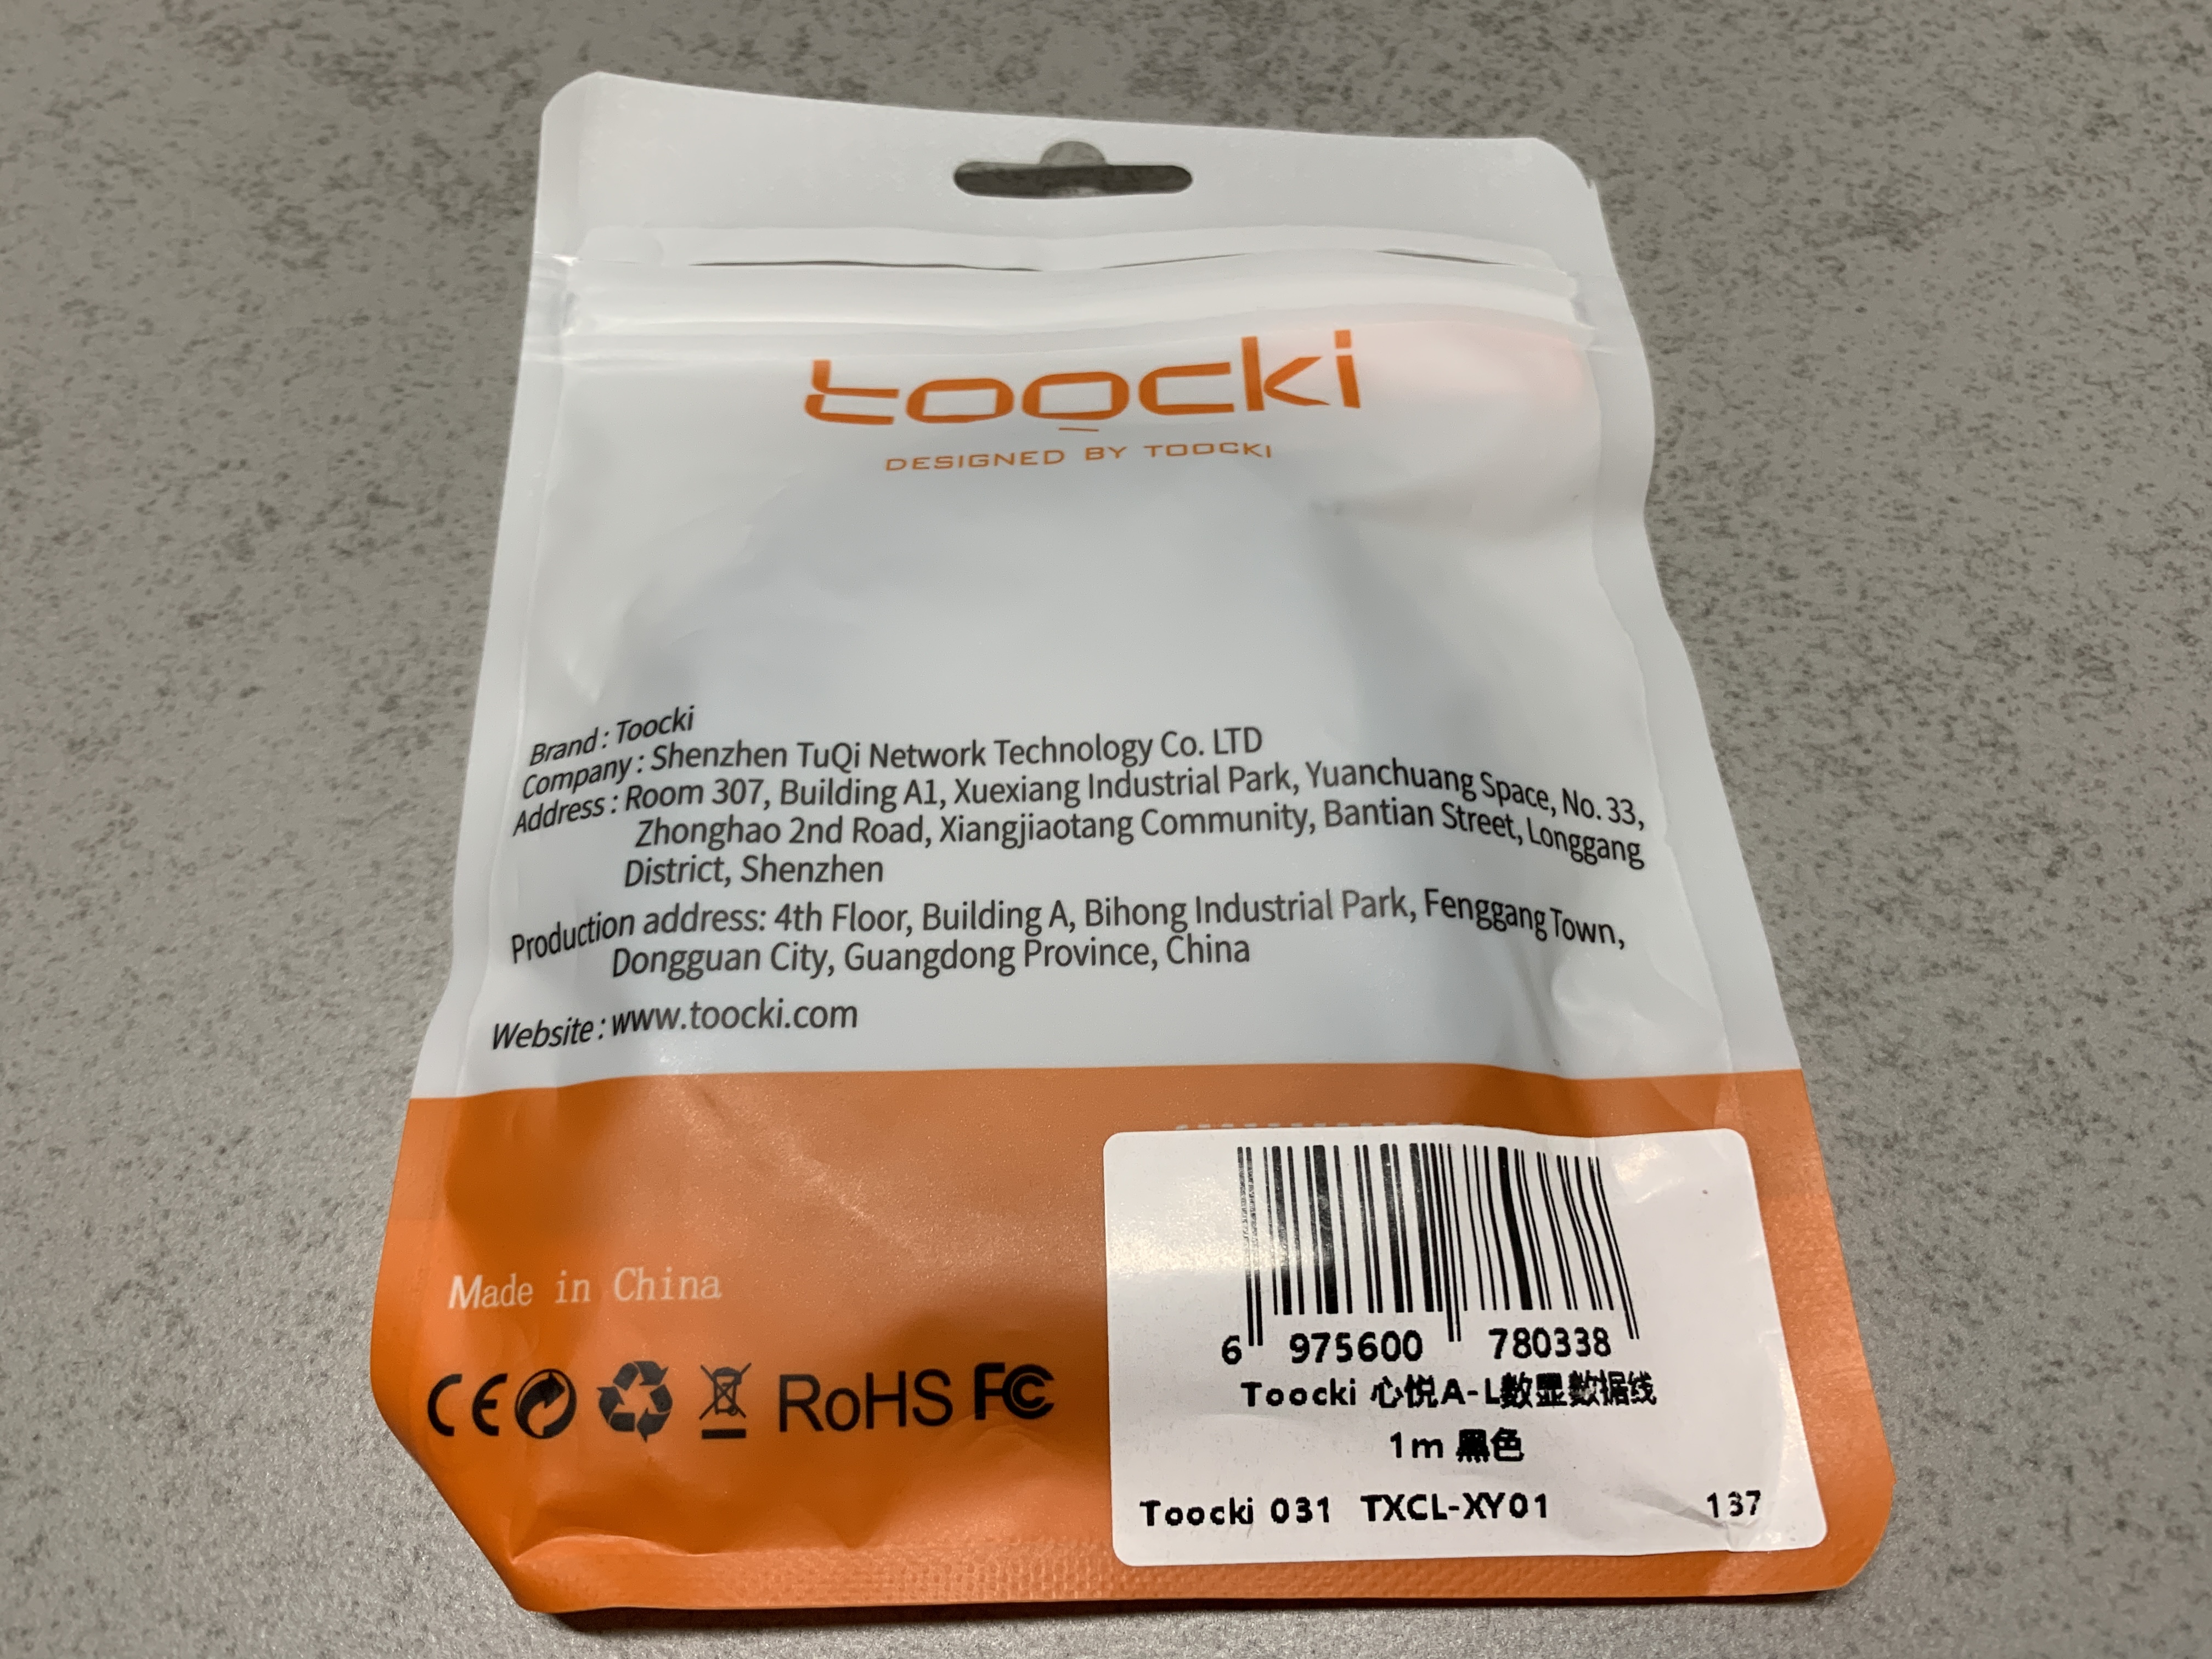 toocki
DESIGNED BY TOOCKI
Brand : Toocki
Company : Shenzhen TuQi Network Technology Co. LTD
Address : Room 307, Building A1, Xuexiang Industrial Park, Yuanchuang Space, No. 33,
Zhonghao 2nd Road, Xiangjiaotang Community, Bantian Street, Longgang
District, Shenzhen
Production address: 4th Floor, Building A, Bihong Industrial Park, Fenggang Town,
Dongguan City, Guangdong Province, China
Website : www.toocki.com
Made in China
CE RoHS FC
6 975600 780338
Toocki 心悦A-L数显数据线
1m 黑色
Toocki 031 TXCL-XY01 137